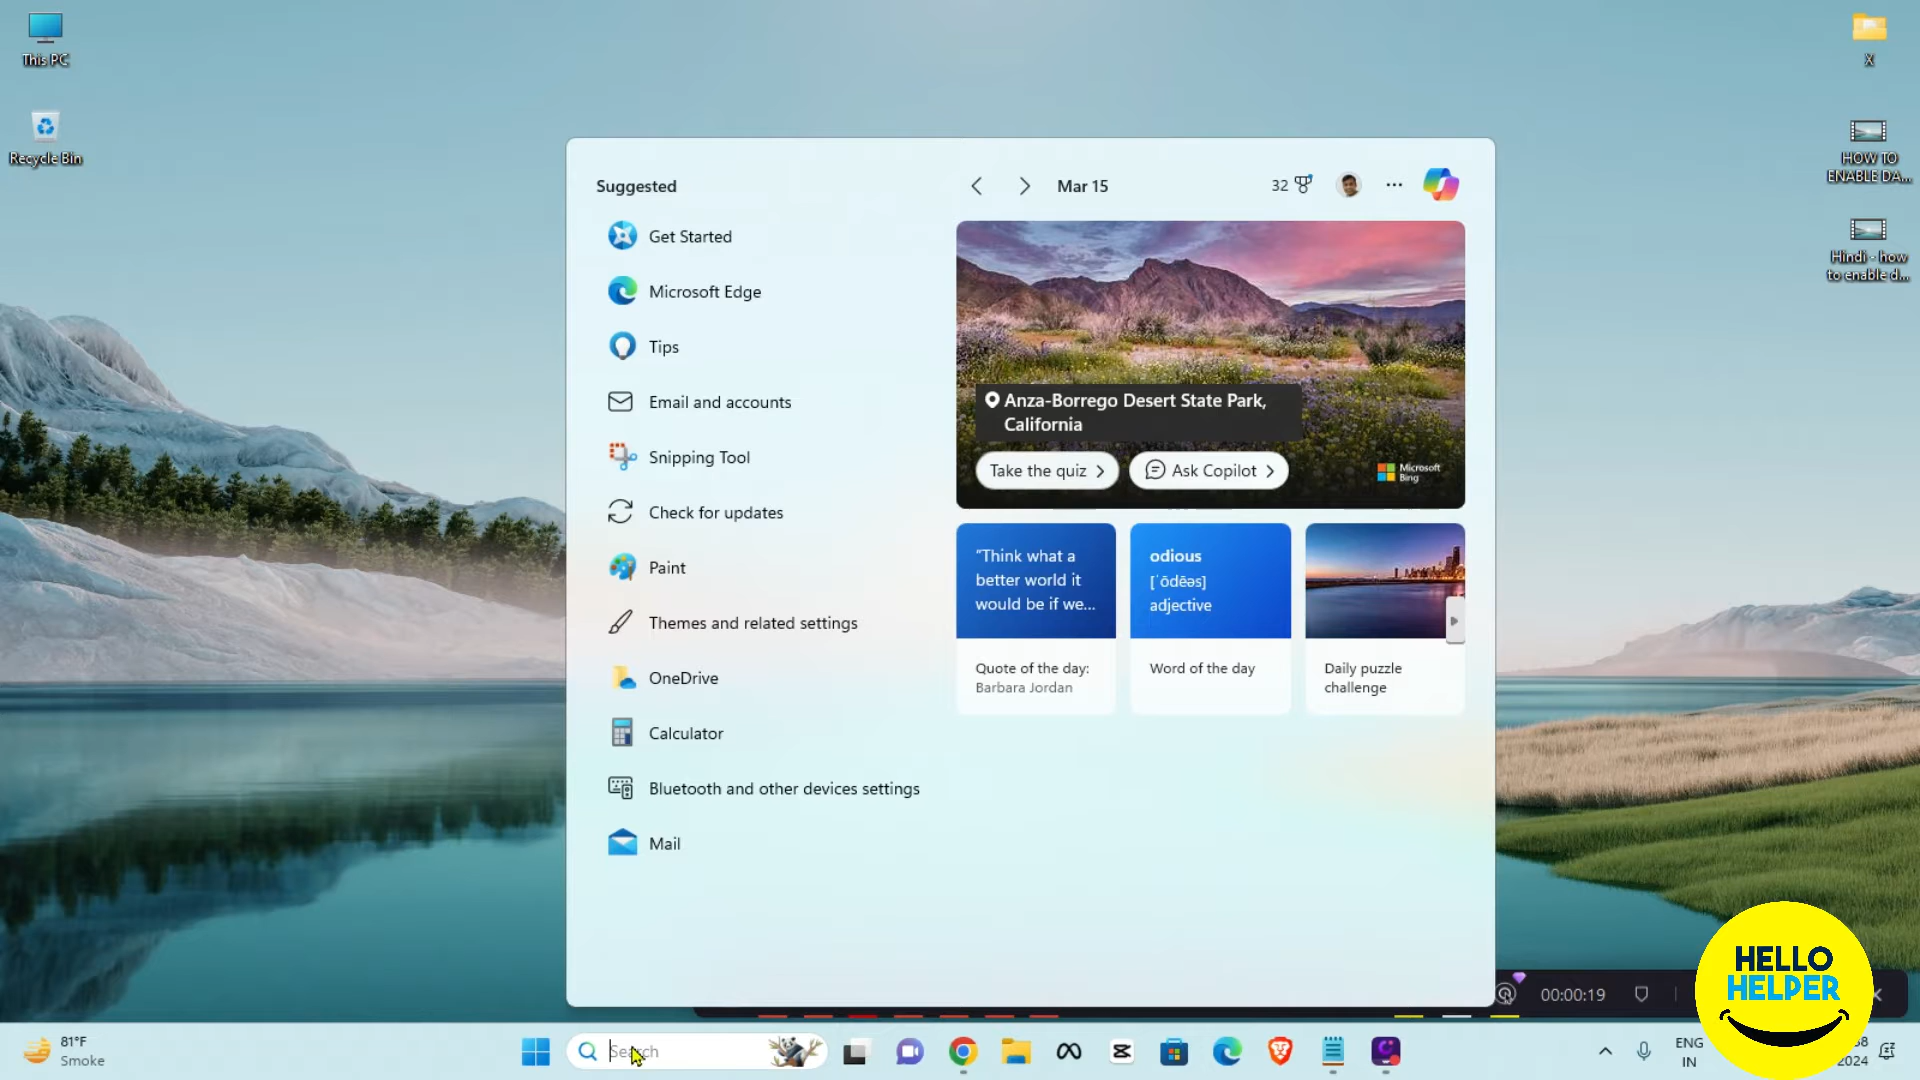 This PC
Recycle Bin
X
HOW TO
ENABLE DA...
Hindi - how
to enable d...
Suggested
Get Started
Microsoft Edge
Tips
Email and accounts
Snipping Tool
Check for updates
Paint
Themes and related settings
OneDrive
Calculator
Bluetooth and other devices settings
Mail
Mar 15
32
Anza-Borrego Desert State Park,
California
Take the quiz
Ask Copilot
Microsoft
Bing
"Think what a
better world it
would be if we...
Quote of the day:
Barbara Jordan
odious
[ˈōdēəs]
adjective
Word of the day
Daily puzzle
challenge
00:00:19
HELLO
HELPER
81°F
Smoke
Search
ENG
IN
2024